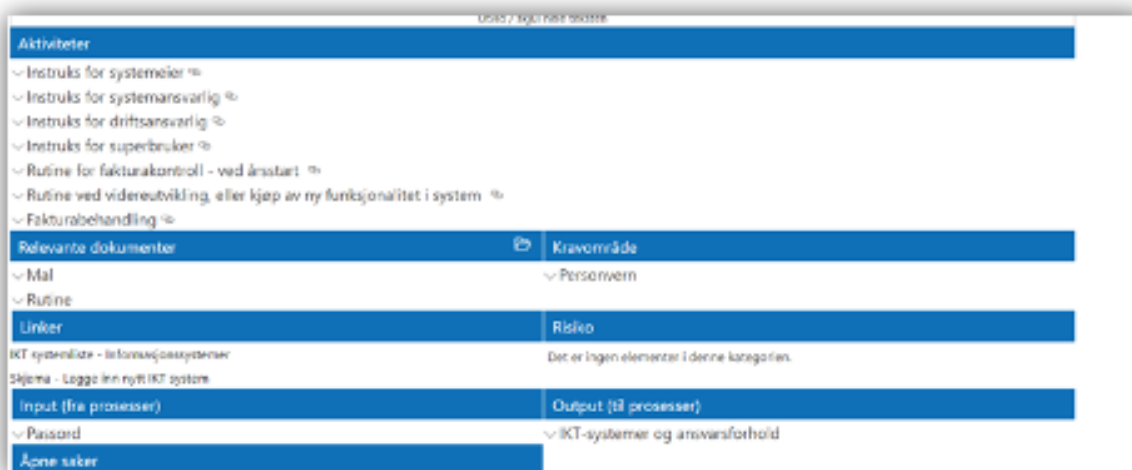 Aktiviteter
Instruks for systemeier
Instruks for systemansvarlig
Instruks for driftsansvarlig
Instruks for superbruker
Rutine for fakturakontroll - ved årsstart
Rutine ved videreutvikling, eller kjøp av ny funksjonalitet i system
Fakturabehandling
Relevante dokumenter
Kravområde
Mal
Personvern
Rutine
Linker
Risiko
IKT systemliste - Informasjonssystemer
Det er ingen elementer i denne kategorien.
Skjema - Logge inn nytt IKT system
Input (fra prosesser)
Output (til prosesser)
Passord
IKT-systemer og ansvarsforhold
Åpne saker